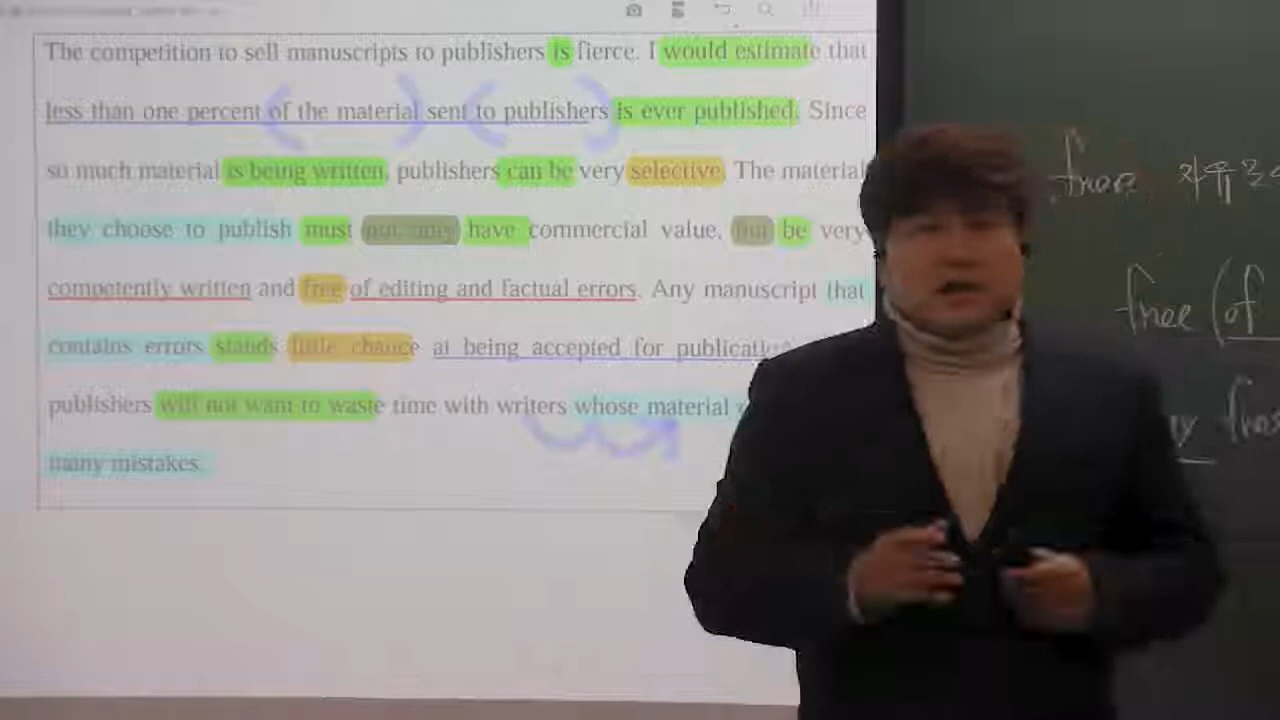 The competition to sell manuscripts to publishers is fierce. I would estimate that
less than one percent of the material sent to publishers is ever published. Since
so much material is being written, publishers can be very selective. The material
they choose to publish must not only have commercial value, but be very
competently written and free of editing and factual errors. Any manuscript that
contains errors stands little chance at being accepted for publication
publishers will not want to waste time with writers whose material
many mistakes.
free
free (of
free